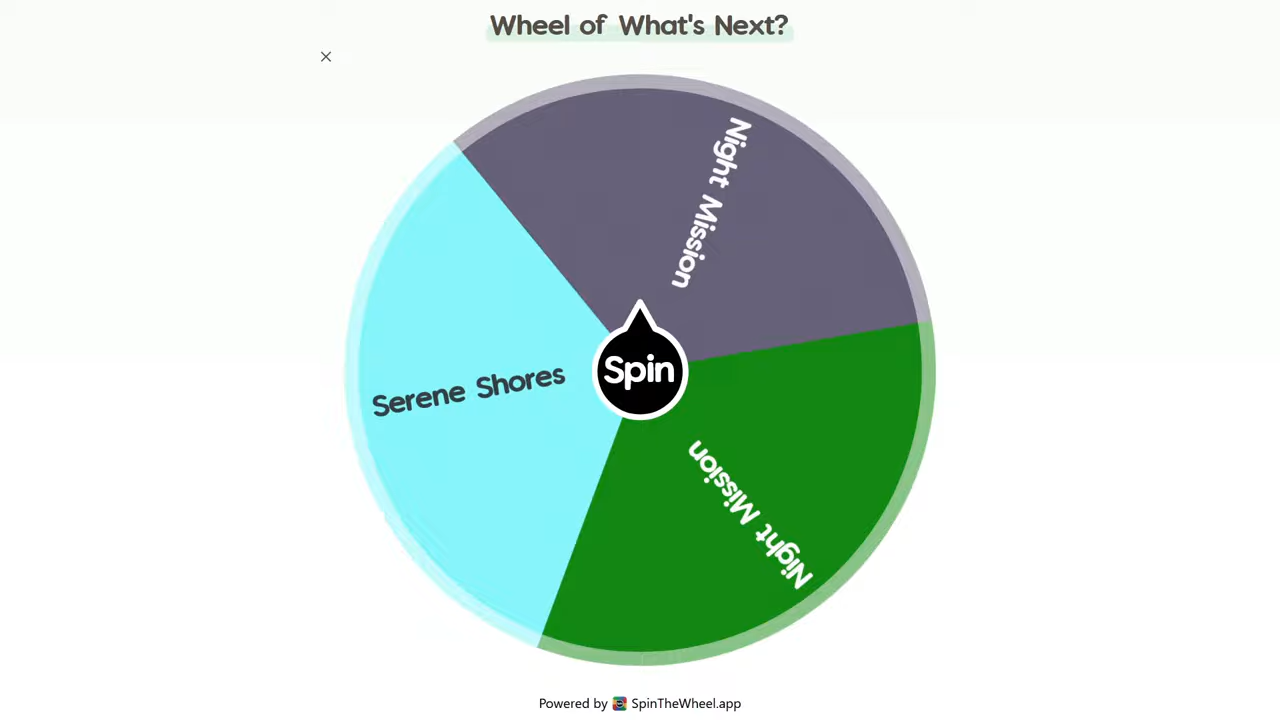 Wheel of What's Next?
Night Mission
Serene Shores
Spin
Night Mission
Powered by SpinTheWheel.app